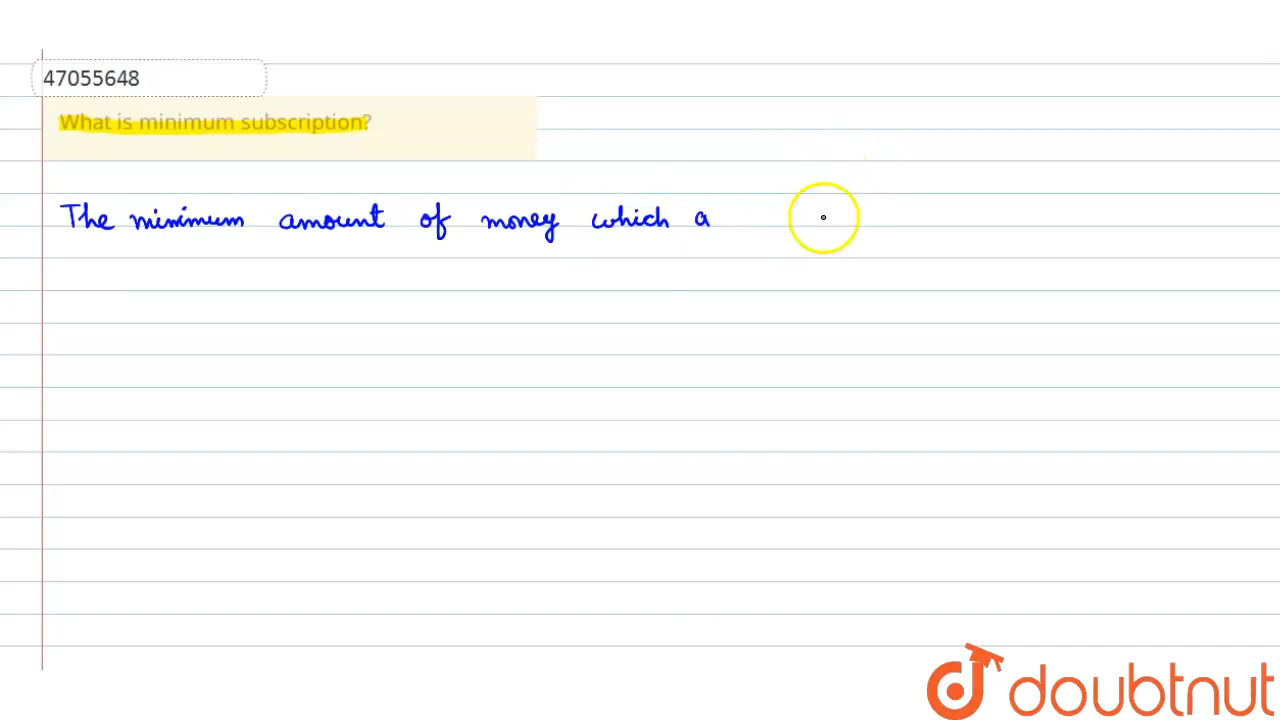 47055648
What is minimum subscription?
The minimum amount of money which a
doubtnut